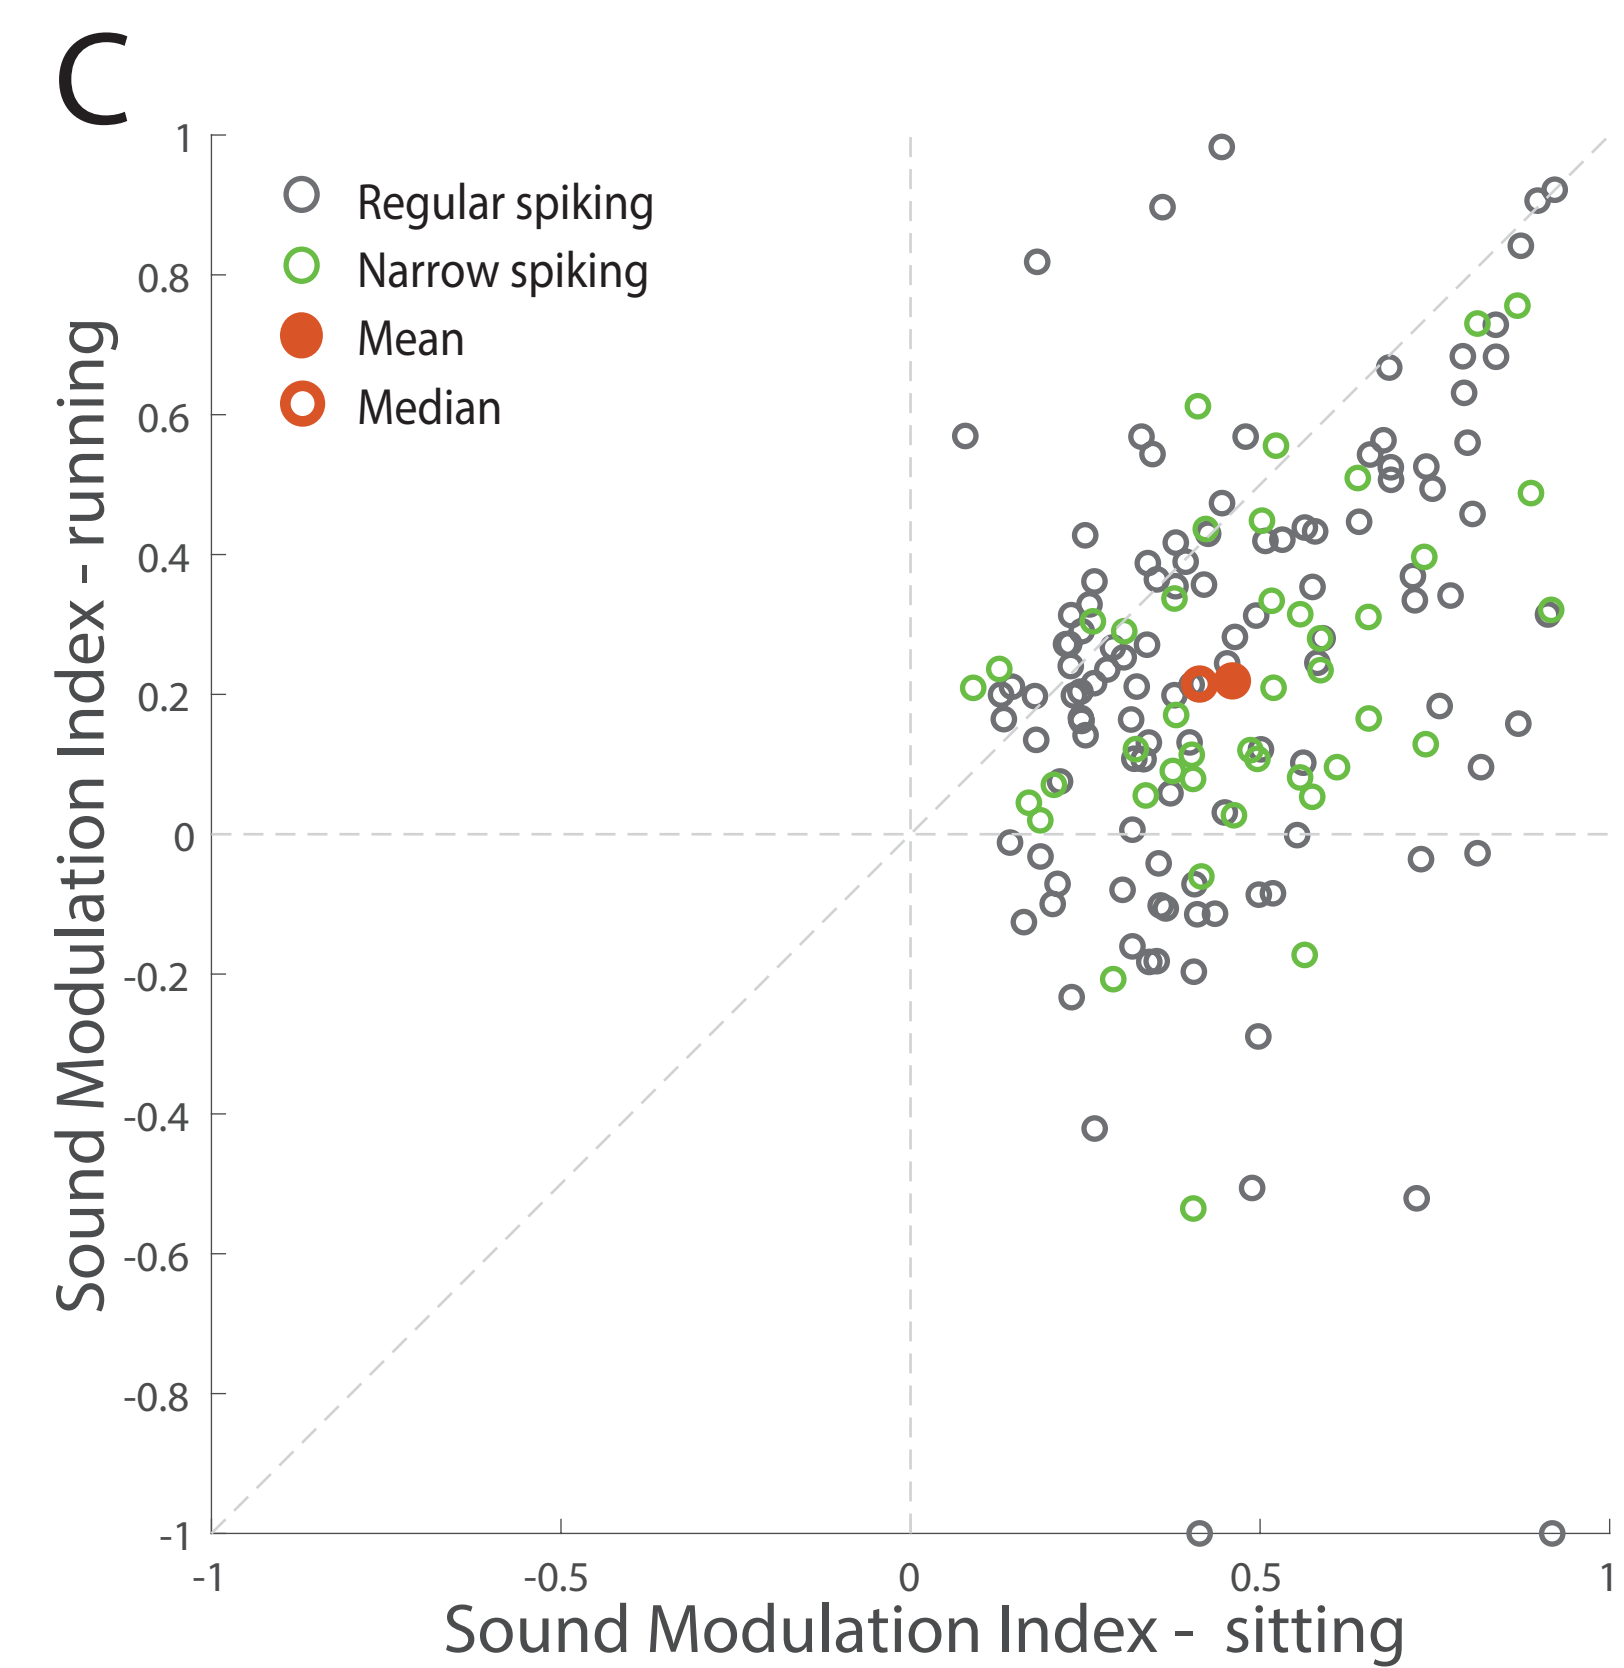 C
Regular spiking
Narrow spiking
Mean
Median
Sound Modulation Index - running
1
0.8
0.6
0.4
0.2
0
-0.2
-0.4
-0.6
-0.8
-1
-1
-0.5
0
0.5
1
Sound Modulation Index - sitting